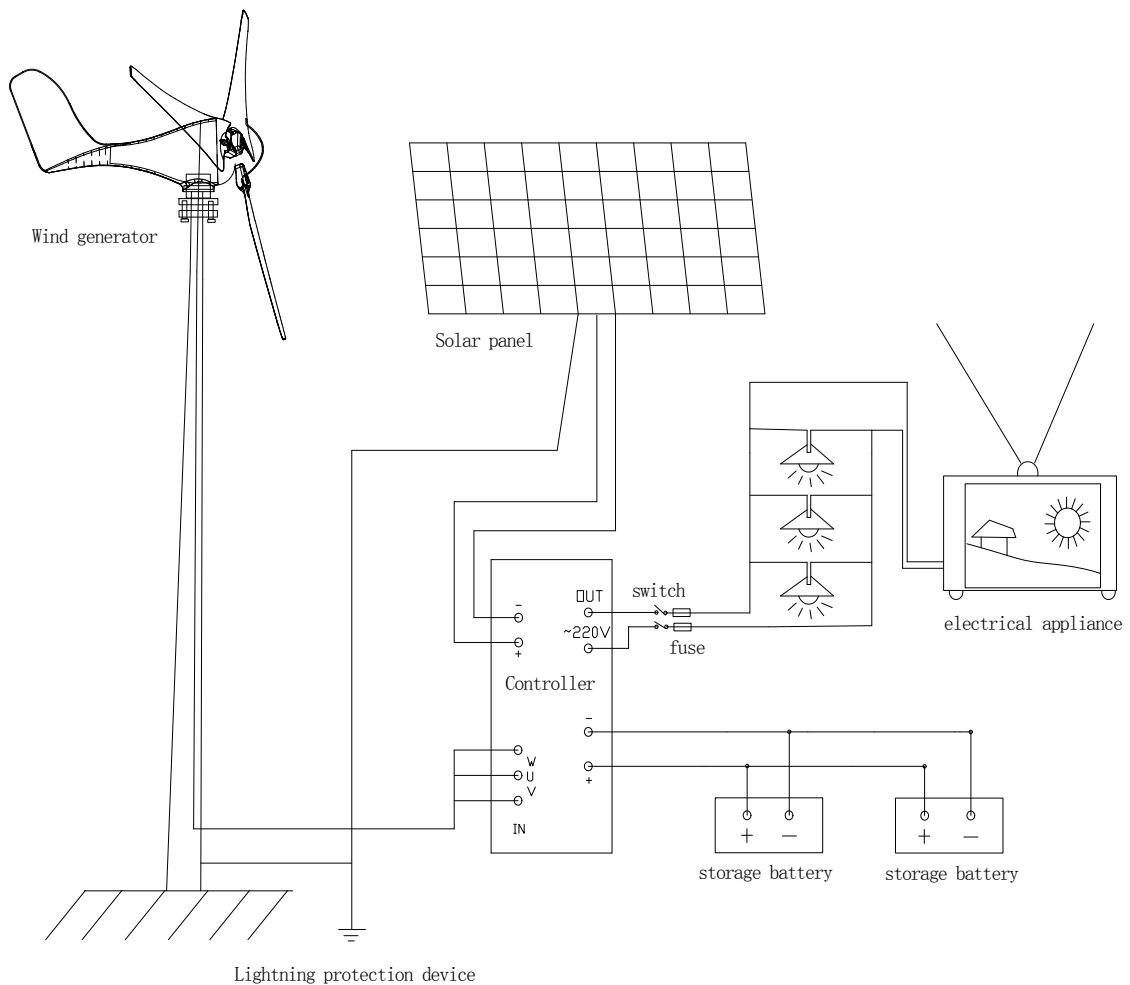 Wind generator
Solar panel
OUT
switch
-
~220V
+
fuse
electrical appliance
Controller
-
W
U
+
V
IN
+ -
+ -
storage battery
storage battery
Lightning protection device